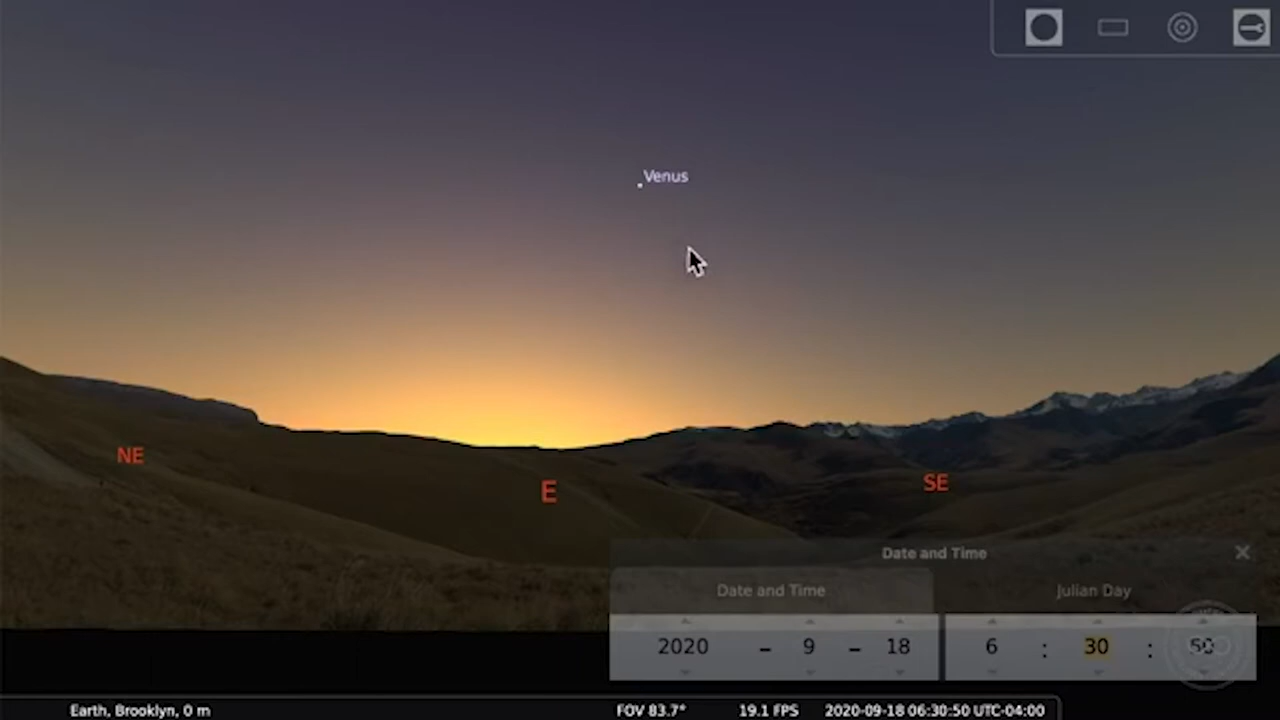 Venus
NE
E
SE
Date and Time
Date and Time
Julian Day
2020 - 9 - 18 6 : 30 : 50
Earth, Brooklyn, 0 m FOV 83.7° 19.1 FPS 2020-09-18 06:30:50 UTC-04:00